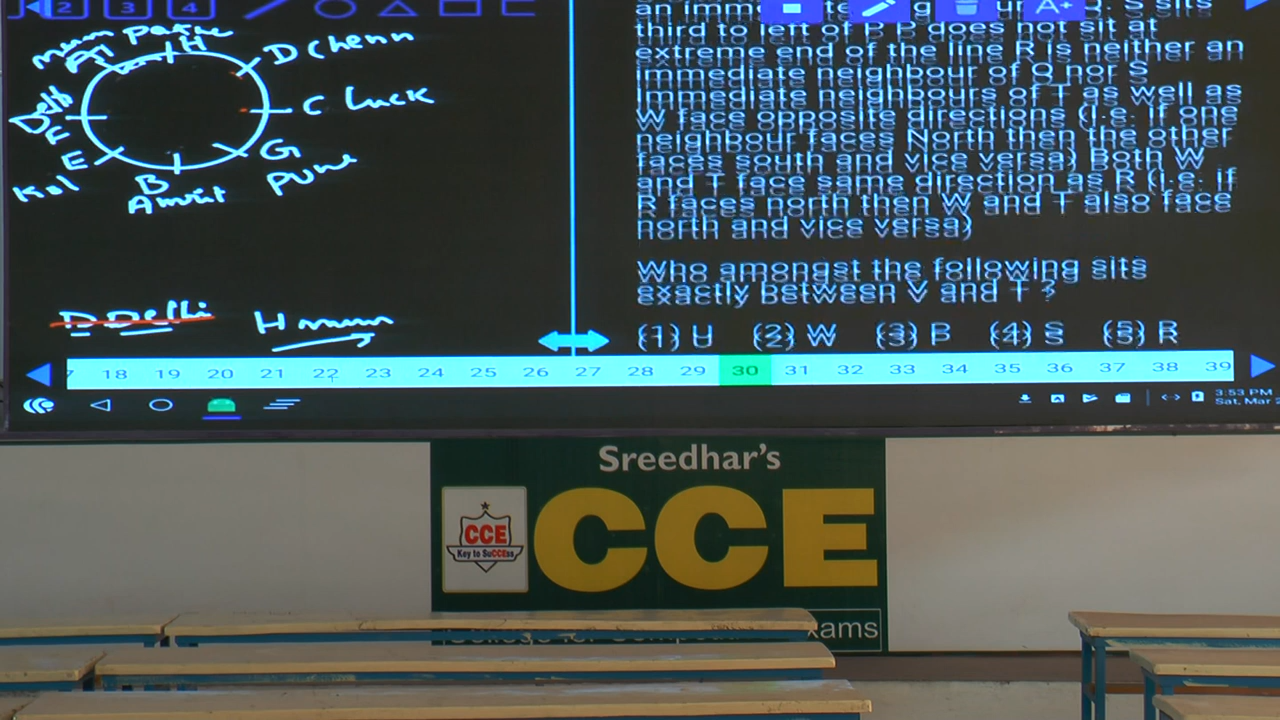 2 3 4
A+
Patna
H
D Chenn
C Luck
G
Pune
B
Amrit
E
Kol
F
D Delhi
H mum
third to left of P P does not sit at
extreme end of the line R is neither an
immediate neighbour of Q nor S
Immediate neighbours of T as well as
W face opposite directions (i.e. if one
neighbour faces North then the other
faces south and vice versa) Both W
and T face same direction as R (i.e. if
R faces north then W and T also face
north and vice versa)
Who amongst the following sits
exactly between V and T ?
(1) U (2) W (3) P (4) S (5) R
18 19 20 21 22 23 24 25 26 27 28 29 30 31 32 33 34 35 36 37 38 39
3:53 PM
Sat, Mar
Sreedhar's
CCE
CCE
Key to SuCCEss